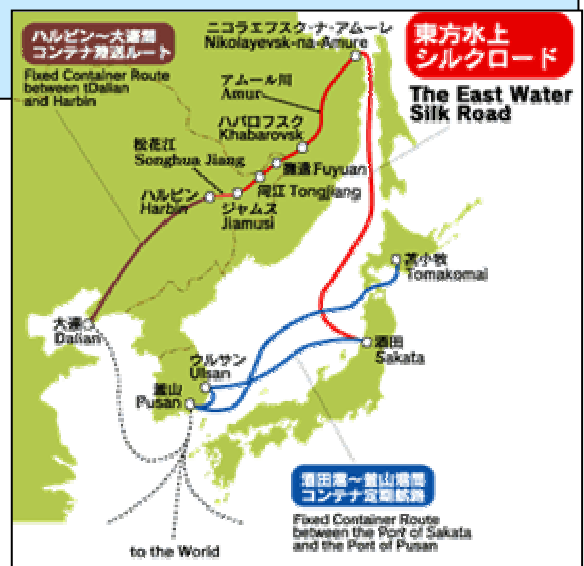 ハルビン～大連間
コンテナ陸送ルート
Fixed Container Route
between tDalian
and Harbin
ニコラエフスク・ナ・アムーレ
Nikolayevsk-na-Amure
東方水上
シルクロード
The East Water
Silk Road
アムール川
Amur
ハバロフスク
Khabarovsk
松花江
Songhua Jiang
撫遠 Fuyuan
同江 Tongjiang
ハルビン
Harbin
ジャムス
Jiamusi
苫小牧
Tomakomai
大連
Dalian
酒田
Sakata
ウルサン
Ulsan
釜山
Pusan
酒田港～釜山港間
コンテナ定期航路
Fixed Container Route
between the Port of Sakata
and the Port of Pusan
to the World